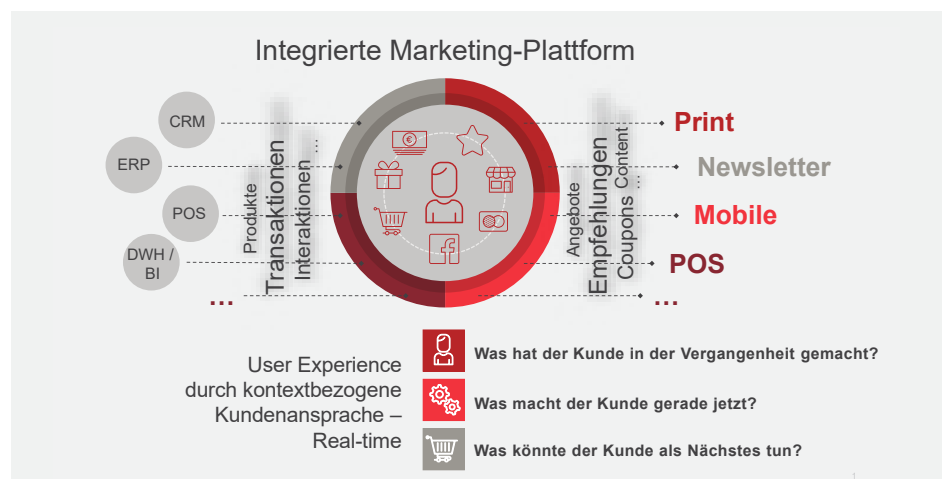 Integrierte Marketing-Plattform
CRM
ERP
POS
DWH /
BI
...
Produkte
Transaktionen
Interaktionen ...
€
f
Angebote
Empfehlungen
Coupons Content
...
Print
Newsletter
Mobile
POS
...
User Experience
durch kontextbezogene
Kundenansprache –
Real-time
Was hat der Kunde in der Vergangenheit gemacht?
Was macht der Kunde gerade jetzt?
Was könnte der Kunde als Nächstes tun?
1